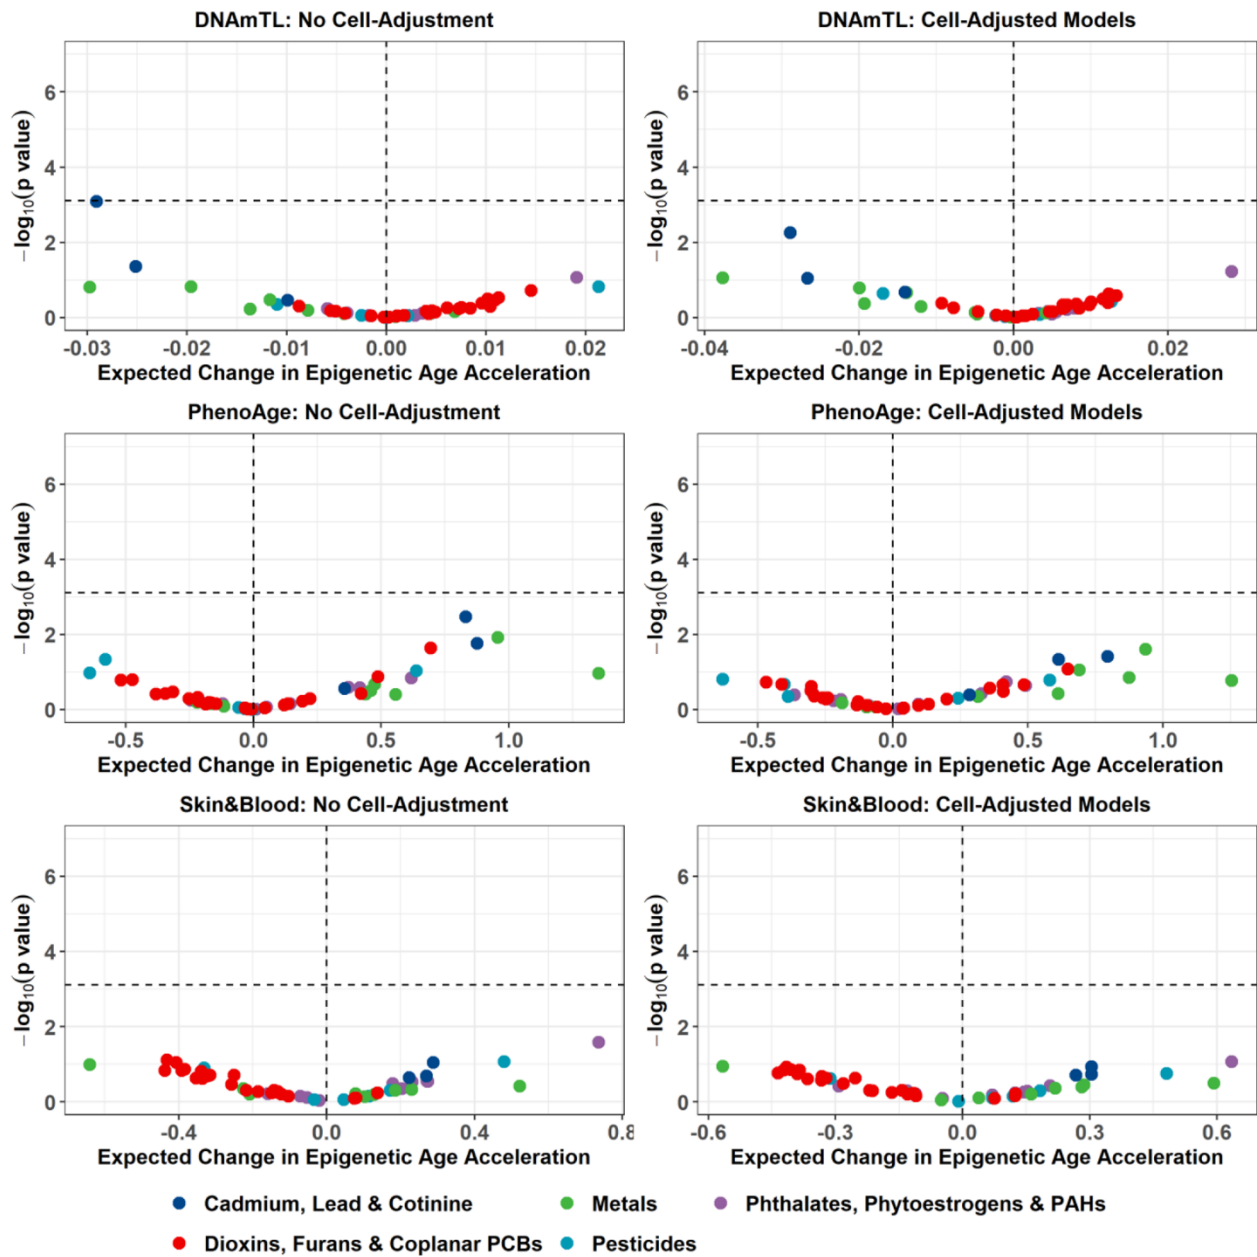 DNAmTL: No Cell-Adjustment
DNAmTL: Cell-Adjusted Models
−log10(p value)
6
4
2
0
-0.03 -0.02 -0.01 0.00 0.01 0.02
Expected Change in Epigenetic Age Acceleration
−log10(p value)
6
4
2
0
-0.04 -0.02 0.00 0.02
Expected Change in Epigenetic Age Acceleration
PhenoAge: No Cell-Adjustment
PhenoAge: Cell-Adjusted Models
−log10(p value)
6
4
2
0
-0.5 0.0 0.5 1.0
Expected Change in Epigenetic Age Acceleration
−log10(p value)
6
4
2
0
-0.5 0.0 0.5 1.0
Expected Change in Epigenetic Age Acceleration
Skin&Blood: No Cell-Adjustment
Skin&Blood: Cell-Adjusted Models
−log10(p value)
6
4
2
0
-0.4 0.0 0.4 0.8
Expected Change in Epigenetic Age Acceleration
−log10(p value)
6
4
2
0
-0.6 -0.3 0.0 0.3 0.6
Expected Change in Epigenetic Age Acceleration
Cadmium, Lead & Cotinine
Metals
Phthalates, Phytoestrogens & PAHs
Dioxins, Furans & Coplanar PCBs
Pesticides